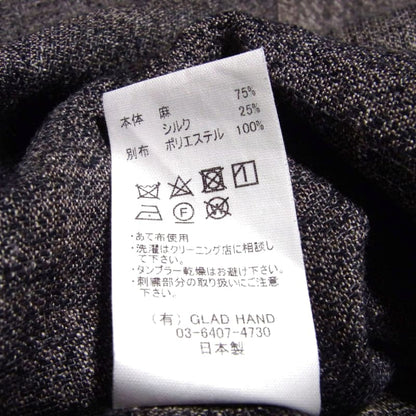 本体 麻 75%
シルク 25%
別布 ポリエステル 100%
F
・あて布使用
・洗濯はクリーニング店に相談し
て下さい。
・タンブラー乾燥はお避け下さい。
・刺繍部分の取り扱いにご注意
下さい。
(有) GLAD HAND
03-6407-4730
日本製